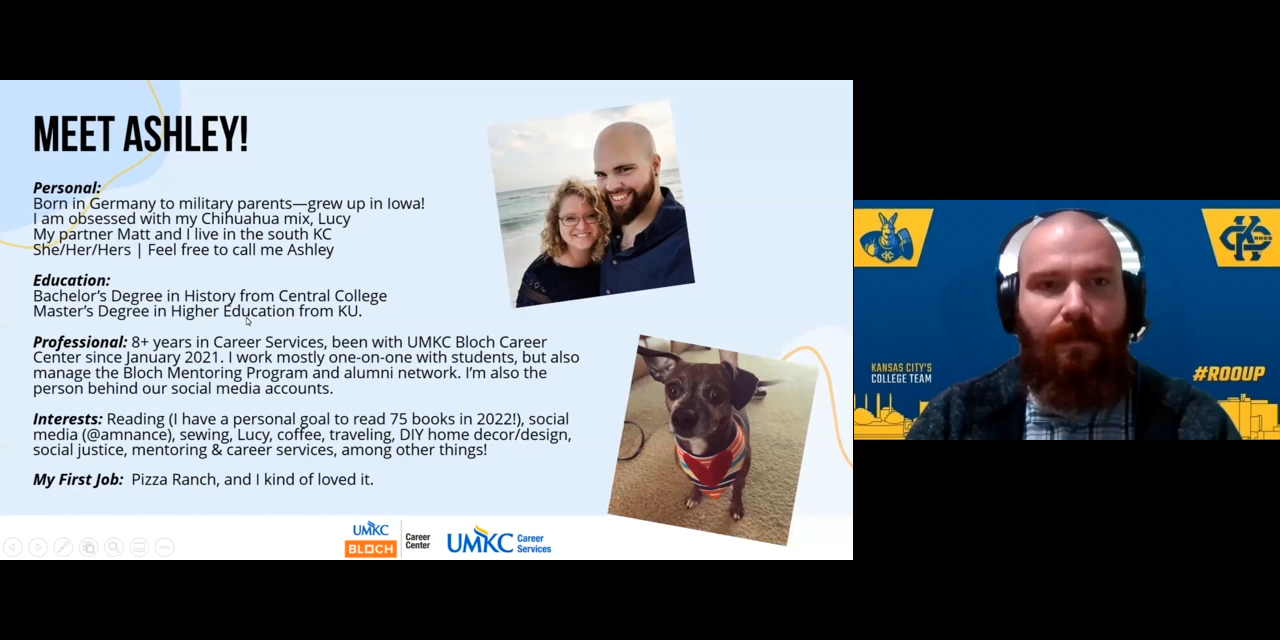 MEET ASHLEY!
Personal:
Born in Germany to military parents—grew up in Iowa!
I am obsessed with my Chihuahua mix, Lucy
My partner Matt and I live in the south KC
She/Her/Hers | Feel free to call me Ashley
Education:
Bachelor's Degree in History from Central College
Master's Degree in Higher Education from KU.
Professional: 8+ years in Career Services, been with UMKC Bloch Career
Center since January 2021. I work mostly one-on-one with students, but also
manage the Bloch Mentoring Program and alumni network. I'm also the
person behind our social media accounts.
Interests: Reading (I have a personal goal to read 75 books in 2022!), social
media (@amnance), sewing, Lucy, coffee, traveling, DIY home decor/design,
social justice, mentoring & career services, among other things!
My First Job: Pizza Ranch, and I kind of loved it.
UMKC
BLOCH
Career
Center
UMKC
Career
Services
KC
KC
ROOS
KANSAS CITY'S
COLLEGE TEAM
#ROOUP